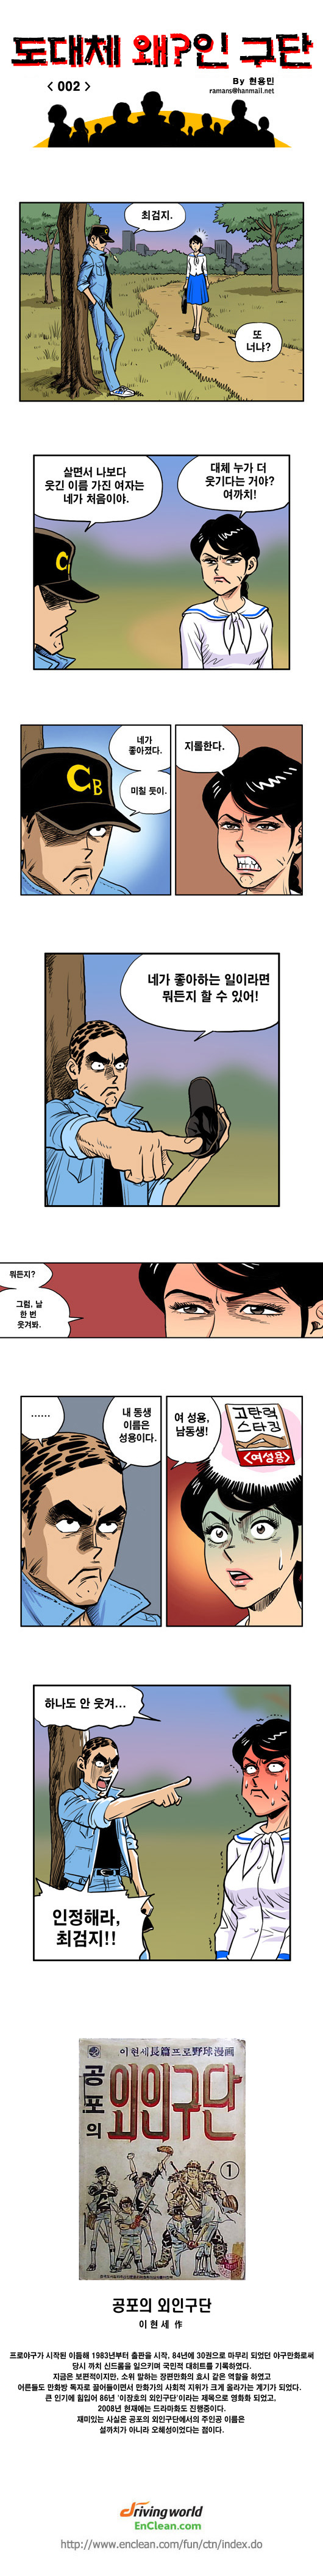 도대체 왜?인 구단
< 002 >
By 현용민
ramans@hanmail.net
최검지.
또
너냐?
살면서 나보다
웃긴 이름 가진 여자는
네가 처음이야.
대체 누가 더
웃기다는 거야?
여까치!
C
네가
좋아졌다.
미칠 듯이.
CB
지롤한다.
네가 좋아하는 일이라면
뭐든지 할 수 있어!
뭐든지?
그럼, 날
한 번
웃겨봐.
......
내 동생
이름은
성용이다.
여 성용,
남동생!
고탄력
스타킹
<여성용>
하나도 안 웃겨...
인정해라,
최검지!!
이현세長篇프로野球漫画
공포의 외인구단
①
공포의 외인구단
이 현 세 作
프로야구가 시작된 이듬해 1983년부터 출판을 시작, 84년에 30권으로 마무리 되었던 야구만화로써
당시 까치 신드롬을 일으키며 국민적 대히트를 기록하였다.
지금은 보편적이지만, 소위 말하는 장편만화의 효시 같은 역할을 하였고
어른들도 만화방 독자로 끌어들이면서 만화가의 사회적 지위가 크게 올라가는 계기가 되었다.
큰 인기에 힘입어 86년 '이장호의 외인구단'이라는 제목으로 영화화 되었고,
2008년 현재에는 드라마화도 진행중이다.
재미있는 사실은 공포의 외인구단에서의 주인공 이름은
설까치가 아니라 오혜성이었다는 점이다.
drivingworld
EnClean.com
http://www.enclean.com/fun/ctn/index.do